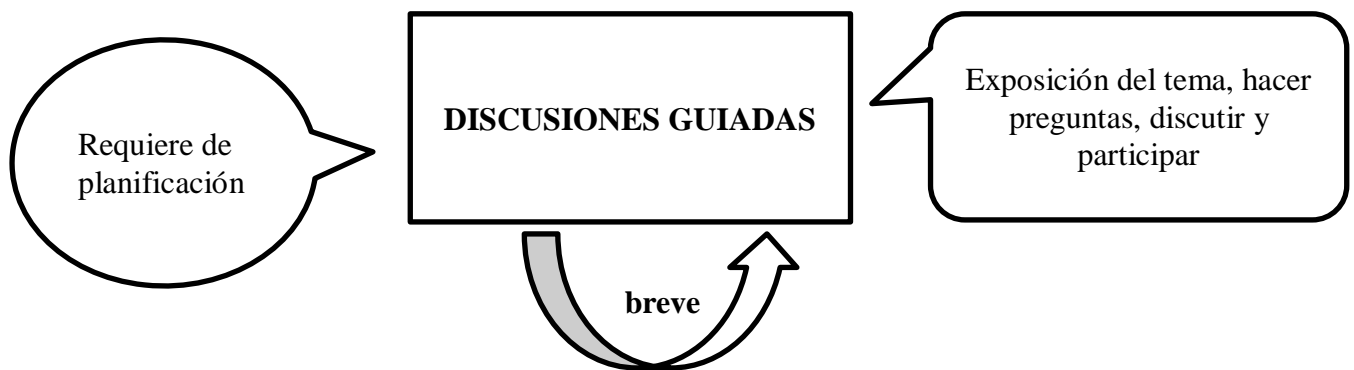 Requiere de
planificación
DISCUSIONES GUIADAS
Exposición del tema, hacer
preguntas, discutir y
participar
breve